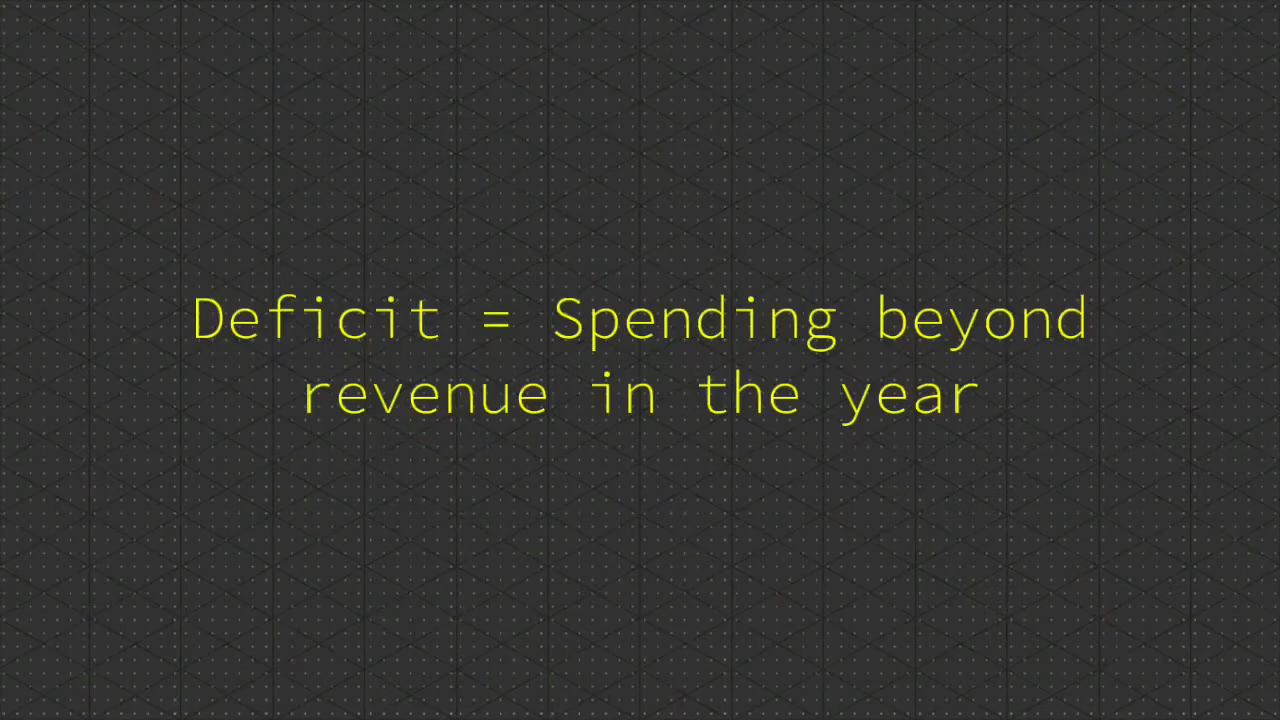 Deficit = Spending beyond
revenue in the year